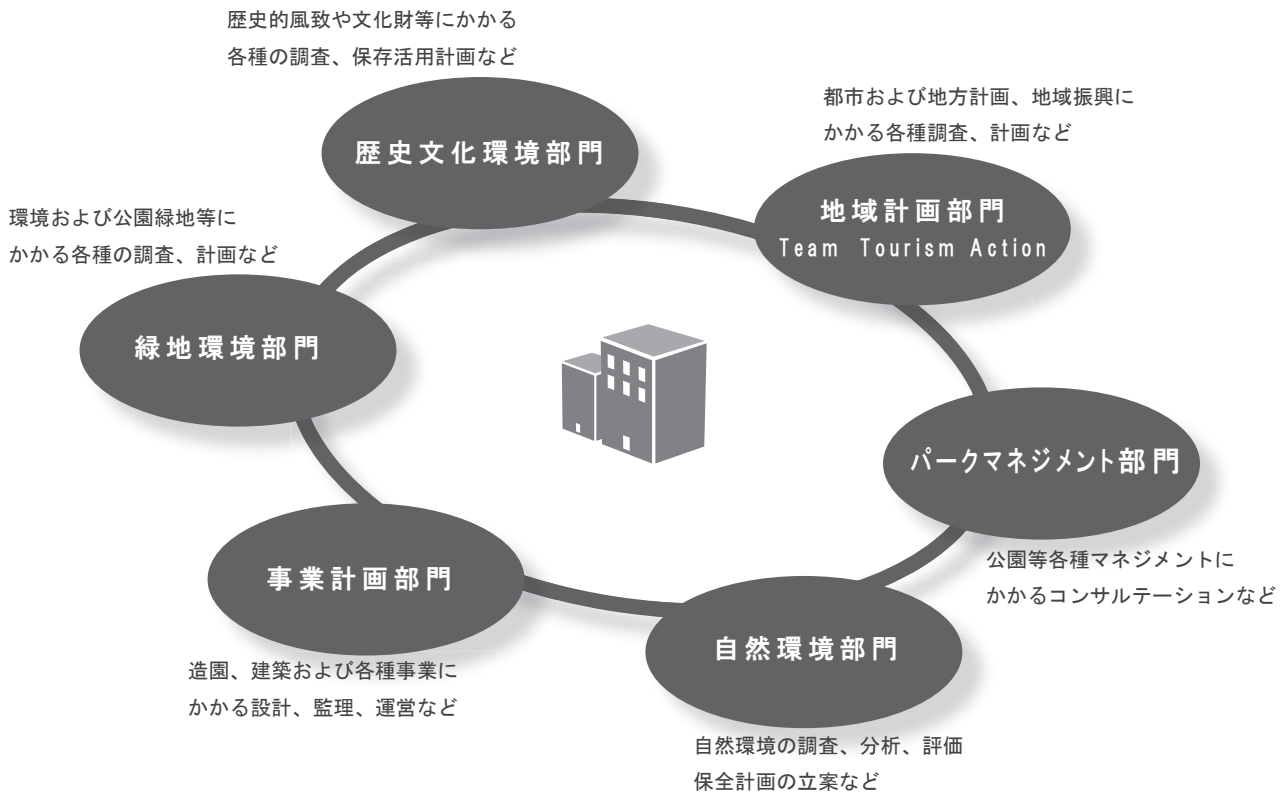 歴史的風致や文化財等にかかる
各種の調査、保存活用計画など
歴史文化環境部門
都市および地方計画、地域振興に
かかる各種調査、計画など
地域計画部門
Team Tourism Action
環境および公園緑地等に
かかる各種の調査、計画など
緑地環境部門
パークマネジメント部門
公園等各種マネジメントに
かかるコンサルテーションなど
事業計画部門
造園、建築および各種事業に
かかる設計、監理、運営など
自然環境部門
自然環境の調査、分析、評価
保全計画の立案など